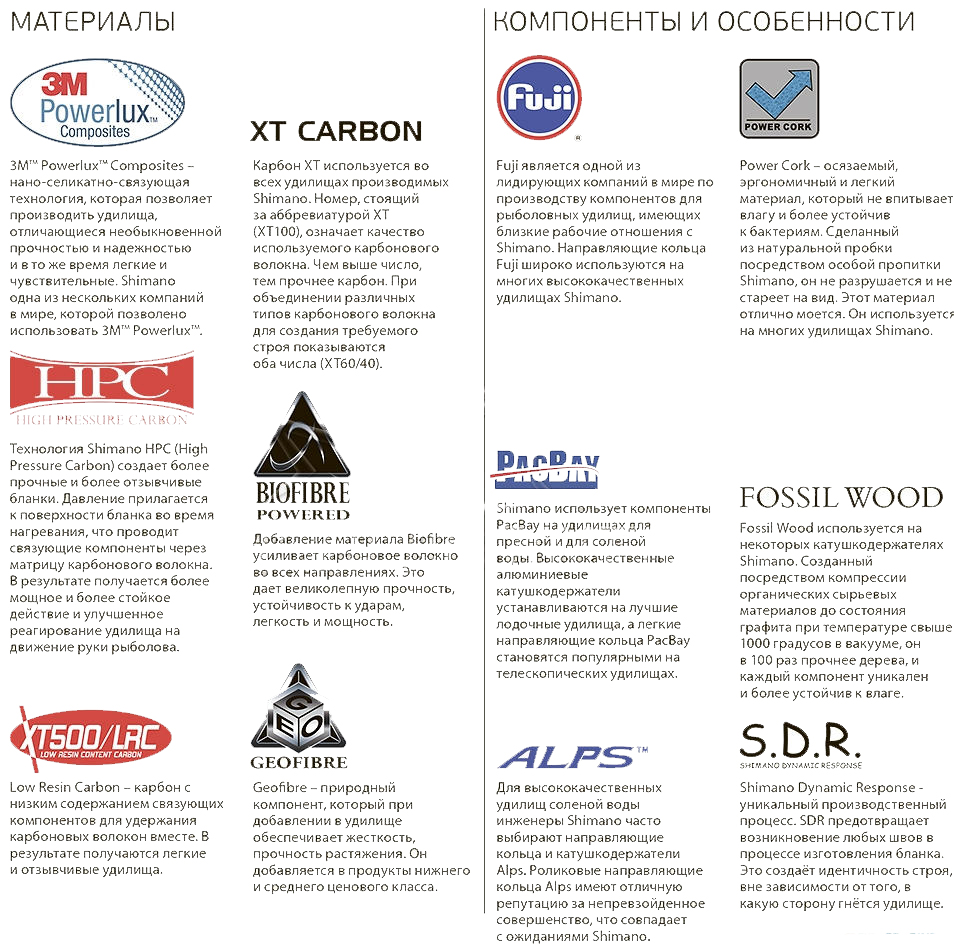 МАТЕРИАЛЫ
3M
Powerlux™
Composites
3M™ Powerlux™ Composites –
нано-селикатно-связующая
технология, которая позволяет
производить удилища,
отличающиеся необыкновенной
прочностью и надежностью
и в то же время легкие и
чувствительные. Shimano
одна из нескольких компаний
в мире, которой позволено
использовать 3M™ Powerlux™.
HPC
HIGH PRESSURE CARBON
Технология Shimano HPC (High
Pressure Carbon) создает более
прочные и более отзывчивые
бланки. Давление прилагается
к поверхности бланка во время
нагревания, что проводит
связующие компоненты через
матрицу карбонового волокна.
В результате получается более
мощное и более стойкое
действие и улучшенное
реагирование удилища на
движение руки рыболова.
XT500/LRC
LOW RESIN CONTENT CARBON
Low Resin Carbon – карбон с
низким содержанием связующих
компонентов для удержания
карбоновых волокон вместе. В
результате получаются легкие
и отзывчивые удилища.
XT CARBON
Карбон XT используется во
всех удилищах производимых
Shimano. Номер, стоящий
за аббревиатурой XT
(XT100), означает качество
используемого карбонового
волокна. Чем выше число,
тем прочнее карбон. При
объединении различных
типов карбонового волокна
для создания требуемого
строя показываются
оба числа (XT60/40).
BIOFIBRE
POWERED
Добавление материала Biofibre
усиливает карбоновое волокно
во всех направлениях. Это
дает великолепную прочность,
устойчивость к ударам,
легкость и мощность.
GEO
GEOFIBRE
Geofibre – природный
компонент, который при
добавлении в удилище
обеспечивает жесткость,
прочность растяжения. Он
добавляется в продукты нижнего
и среднего ценового класса.
КОМПОНЕНТЫ И ОСОБЕННОСТИ
Fuji
®
Fuji является одной из
лидирующих компаний в мире по
производству компонентов для
рыболовных удилищ, имеющих
близкие рабочие отношения с
Shimano. Направляющие кольца
Fuji широко используются на
многих высококачественных
удилищах Shimano.
PACBAY
Shimano использует компоненты
PacBay на удилищах для
пресной и для соленой
воды. Высококачественные
алюминиевые
катушкодержатели
устанавливаются на лучшие
лодочные удилища, а легкие
направляющие кольца PacBay
становятся популярными на
телескопических удилищах.
ALPS™
Для высококачественных
удилищ соленой воды
инженеры Shimano часто
выбирают направляющие
кольца и катушкодержатели
Alps. Роликовые направляющие
кольца Alps имеют отличную
репутацию за непревзойденное
совершенство, что совпадает
с ожиданиями Shimano.
POWER CORK
Power Cork – осязаемый,
эргономичный и легкий
материал, который не впитывает
влагу и более устойчив
к бактериям. Сделанный
из натуральной пробки
посредством особой пропитки
Shimano, он не разрушается и не
стареет на вид. Этот материал
отлично моется. Он используется
на многих удилищах Shimano.
FOSSIL WOOD
Fossil Wood используется на
некоторых катушкодержателях
Shimano. Созданный
посредством компрессии
органических сырьевых
материалов до состояния
графита при температуре свыше
1000 градусов в вакууме, он
в 100 раз прочнее дерева, и
каждый компонент уникален
и более устойчив к влаге.
S.D.R.
SHIMANO DYNAMIC RESPONSE
Shimano Dynamic Response -
уникальный производственный
процесс. SDR предотвращает
возникновение любых швов в
процессе изготовления бланка.
Это создаёт идентичность строя,
вне зависимости от того, в
какую сторону гнётся удилище.